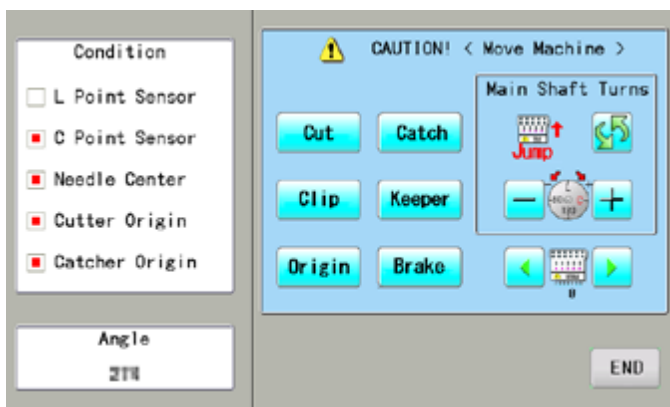 Condition
L Point Sensor
C Point Sensor
Needle Center
Cutter Origin
Catcher Origin
Angle
CAUTION! < Move Machine >
Main Shaft Turns
Cut
Catch
Jump
Clip
Keeper
Origin
Brake
END